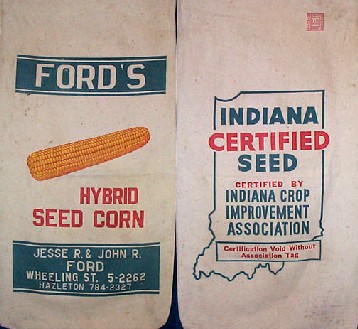 FORD'S
HYBRID
SEED CORN
JESSE R. & JOHN R.
FORD
WHEELING ST. 5-2262
HAZLETON 784-2327
INDIANA
CERTIFIED
SEED
CERTIFIED BY
INDIANA CROP
IMPROVEMENT
ASSOCIATION
Certification Void Without
Association Tag